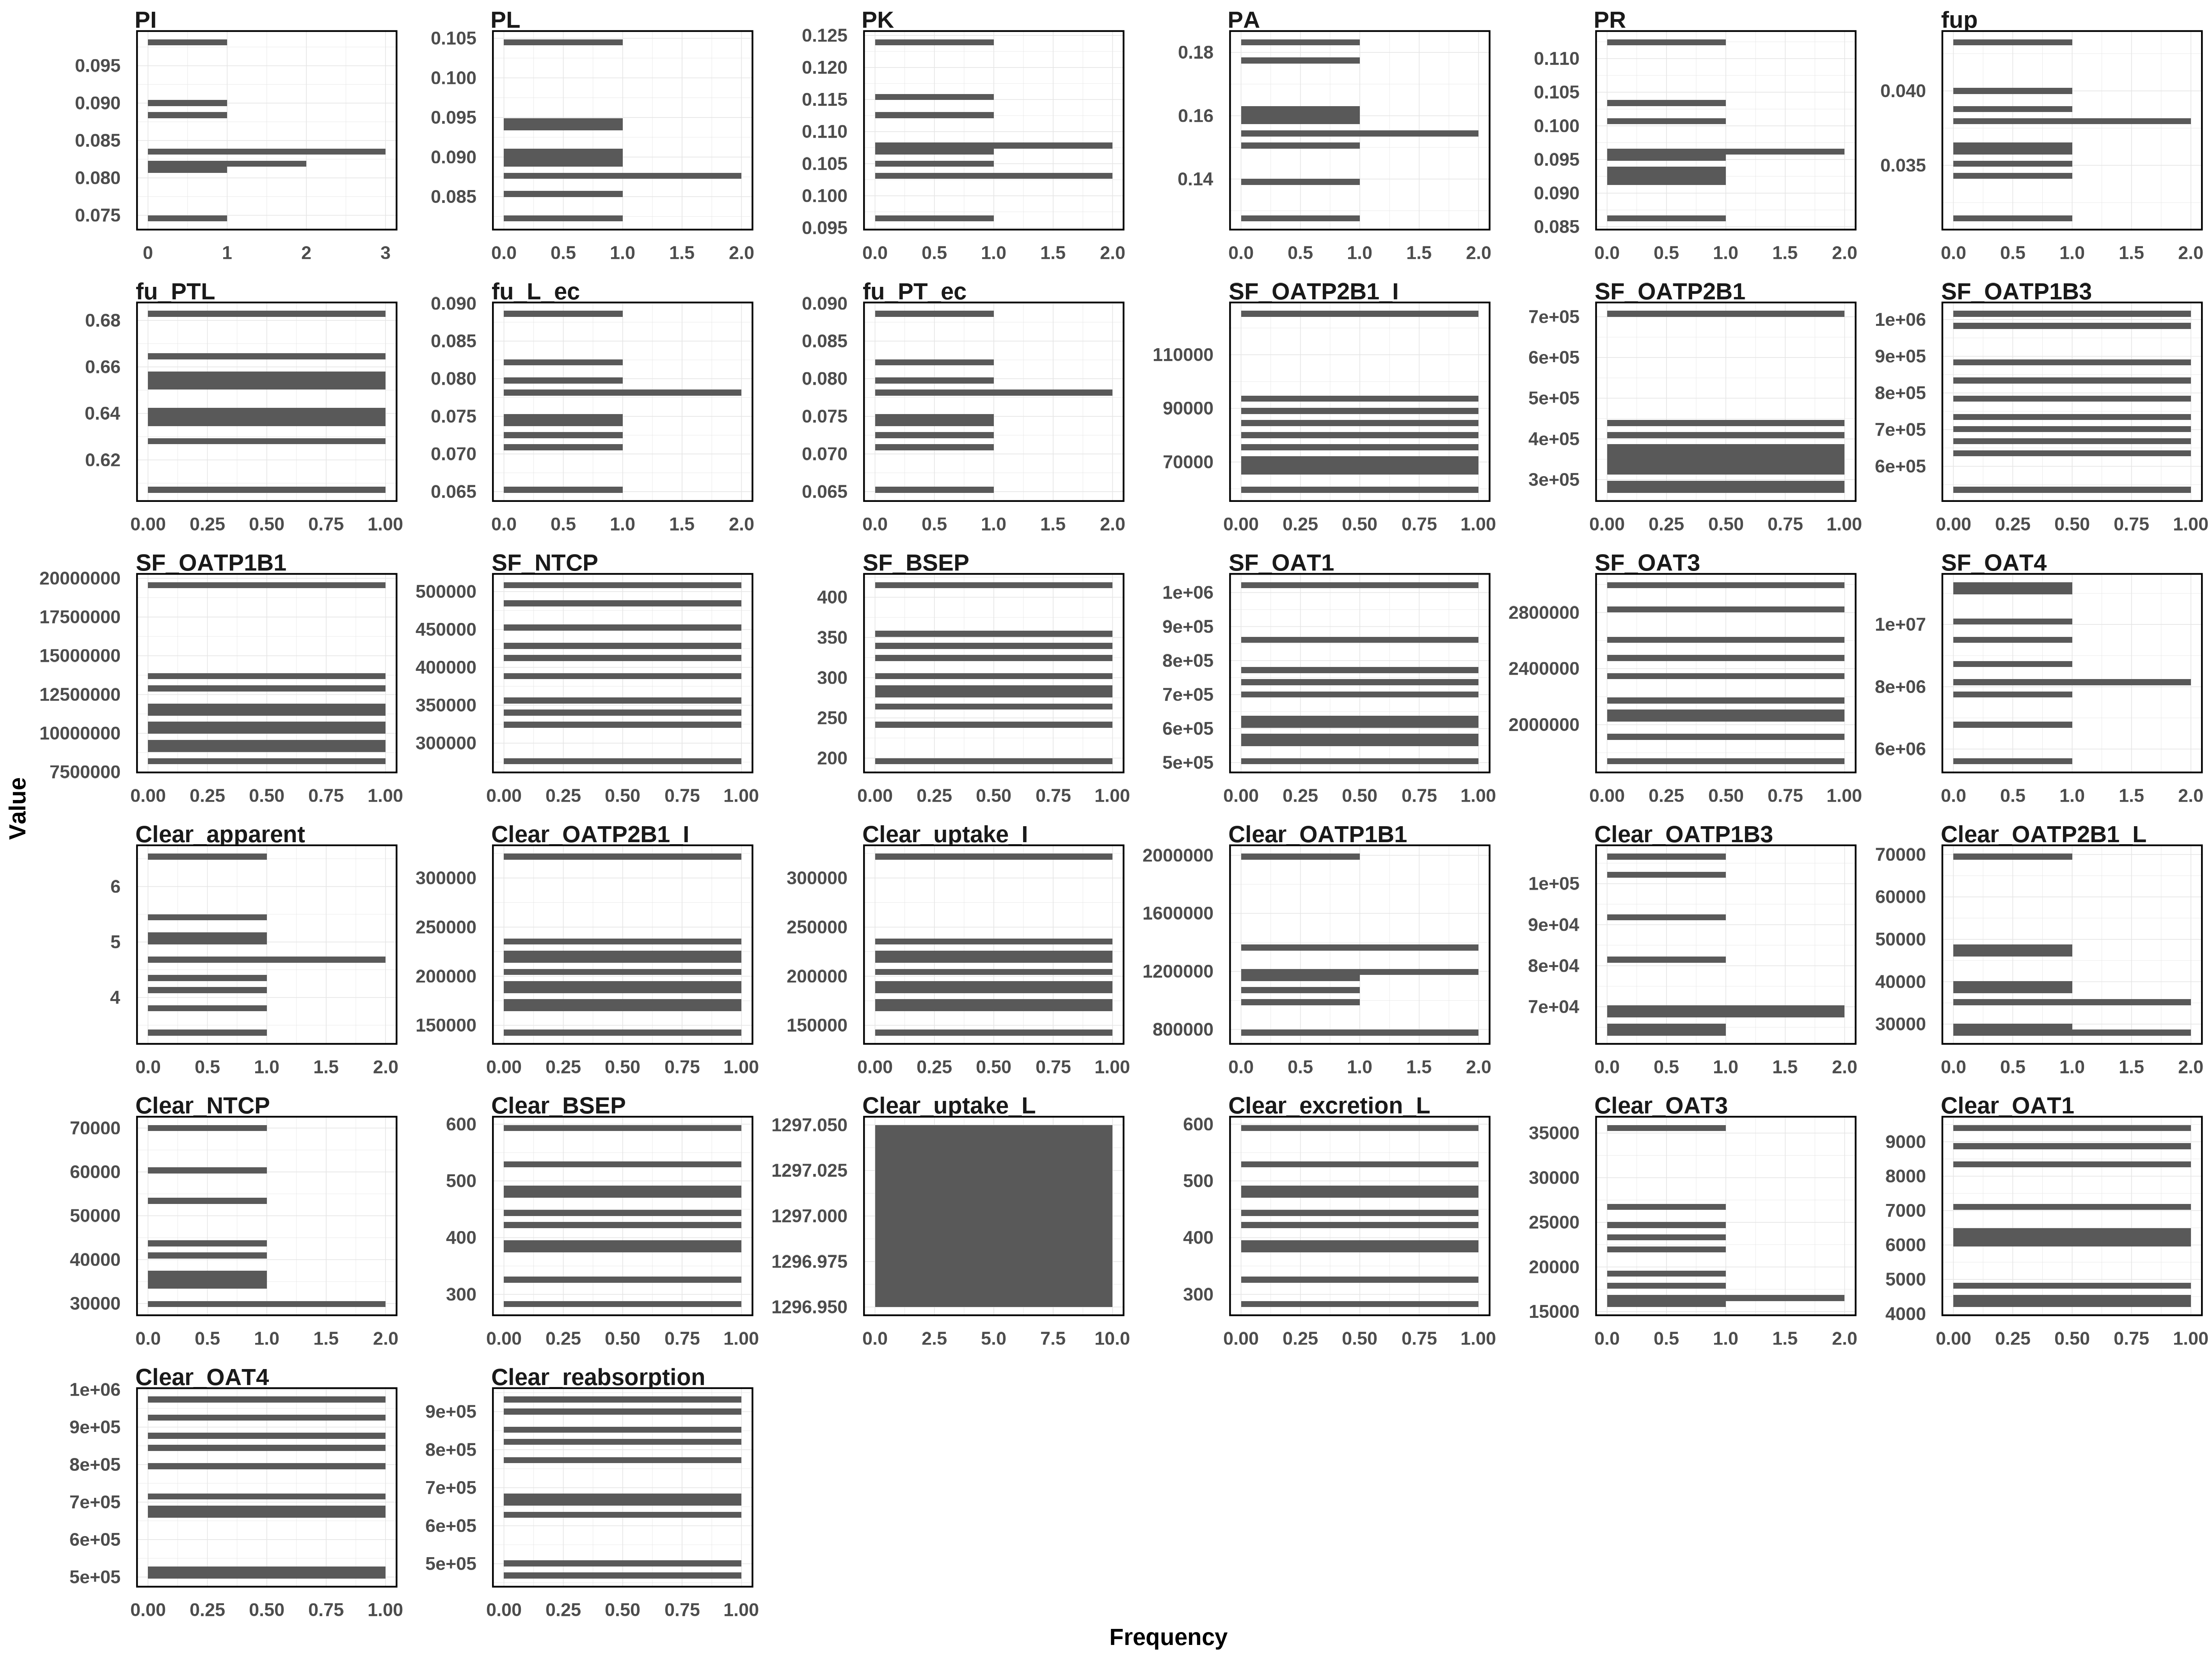 PI PL PK PA PR fup
0.095 0.090 0.085 0.080 0.075
0 1 2 3
0.105 0.100 0.095 0.090 0.085
0.0 0.5 1.0 1.5 2.0
0.125 0.120 0.115 0.110 0.105 0.100 0.095
0.0 0.5 1.0 1.5 2.0
0.18 0.16 0.14
0.0 0.5 1.0 1.5 2.0
0.110 0.105 0.100 0.095 0.090 0.085
0.0 0.5 1.0 1.5 2.0
0.040 0.035
0.0 0.5 1.0 1.5 2.0
fu_PTL fu_L_ec fu_PT_ec SF_OATP2B1_I SF_OATP2B1 SF_OATP1B3
0.68 0.66 0.64 0.62
0.00 0.25 0.50 0.75 1.00
0.090 0.085 0.080 0.075 0.070 0.065
0.0 0.5 1.0 1.5 2.0
0.090 0.085 0.080 0.075 0.070 0.065
0.0 0.5 1.0 1.5 2.0
110000 90000 70000
0.00 0.25 0.50 0.75 1.00
7e+05 6e+05 5e+05 4e+05 3e+05
0.00 0.25 0.50 0.75 1.00
1e+06 9e+05 8e+05 7e+05 6e+05
0.00 0.25 0.50 0.75 1.00
SF_OATP1B1 SF_NTCP SF_BSEP SF_OAT1 SF_OAT3 SF_OAT4
20000000 17500000 15000000 12500000 10000000 7500000
0.00 0.25 0.50 0.75 1.00
500000 450000 400000 350000 300000
0.00 0.25 0.50 0.75 1.00
400 350 300 250 200
0.00 0.25 0.50 0.75 1.00
1e+06 9e+05 8e+05 7e+05 6e+05 5e+05
0.00 0.25 0.50 0.75 1.00
2800000 2400000 2000000
0.00 0.25 0.50 0.75 1.00
1e+07 8e+06 6e+06
0.0 0.5 1.0 1.5 2.0
Value
Clear_apparent Clear_OATP2B1_I Clear_uptake_I Clear_OATP1B1 Clear_OATP1B3 Clear_OATP2B1_L
6 5 4
0.0 0.5 1.0 1.5 2.0
300000 250000 200000 150000
0.00 0.25 0.50 0.75 1.00
300000 250000 200000 150000
0.00 0.25 0.50 0.75 1.00
2000000 1600000 1200000 800000
0.0 0.5 1.0 1.5 2.0
1e+05 9e+04 8e+04 7e+04
0.0 0.5 1.0 1.5 2.0
70000 60000 50000 40000 30000
0.0 0.5 1.0 1.5 2.0
Clear_NTCP Clear_BSEP Clear_uptake_L Clear_excretion_L Clear_OAT3 Clear_OAT1
70000 60000 50000 40000 30000
0.0 0.5 1.0 1.5 2.0
600 500 400 300
0.00 0.25 0.50 0.75 1.00
1297.050 1297.025 1297.000 1296.975 1296.950
0.0 2.5 5.0 7.5 10.0
600 500 400 300
0.00 0.25 0.50 0.75 1.00
35000 30000 25000 20000 15000
0.0 0.5 1.0 1.5 2.0
9000 8000 7000 6000 5000 4000
0.00 0.25 0.50 0.75 1.00
Clear_OAT4 Clear_reabsorption
1e+06 9e+05 8e+05 7e+05 6e+05 5e+05
0.00 0.25 0.50 0.75 1.00
9e+05 8e+05 7e+05 6e+05 5e+05
0.00 0.25 0.50 0.75 1.00
Frequency